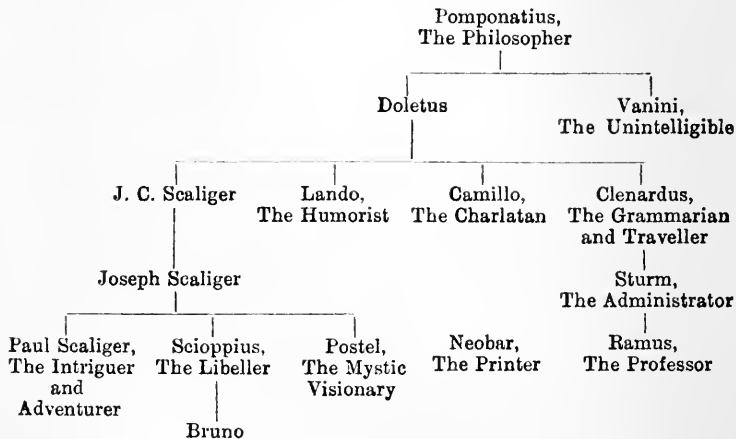 Pomponatius,
The Philosopher
Doletus
Vanini,
The Unintelligible
J. C. Scaliger
Lando,
The Humorist
Camillo,
The Charlatan
Clenardus,
The Grammarian
and Traveller
Joseph Scaliger
Sturm,
The Administrator
Paul Scaliger,
The Intriguer
and
Adventurer
Scioppius,
The Libeller
Postel,
The Mystic
Visionary
Neobar,
The Printer
Ramus,
The Professor
Bruno